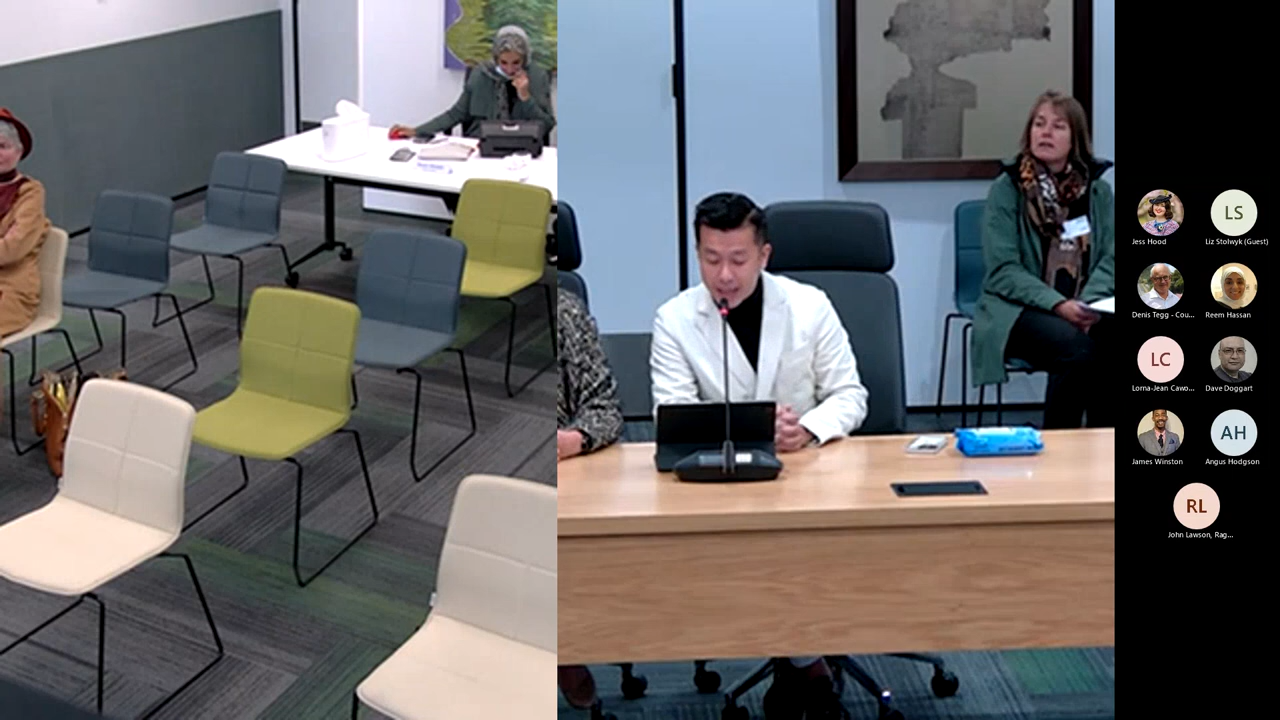 Jess Hood
LS
Liz Stolwyk (Guest)
Denis Tegg - Cou...
Reem Hassan
LC
Lorna-Jean Cawo...
Dave Doggart
James Winston
AH
Angus Hodgson
RL
John Lawson, Rag...